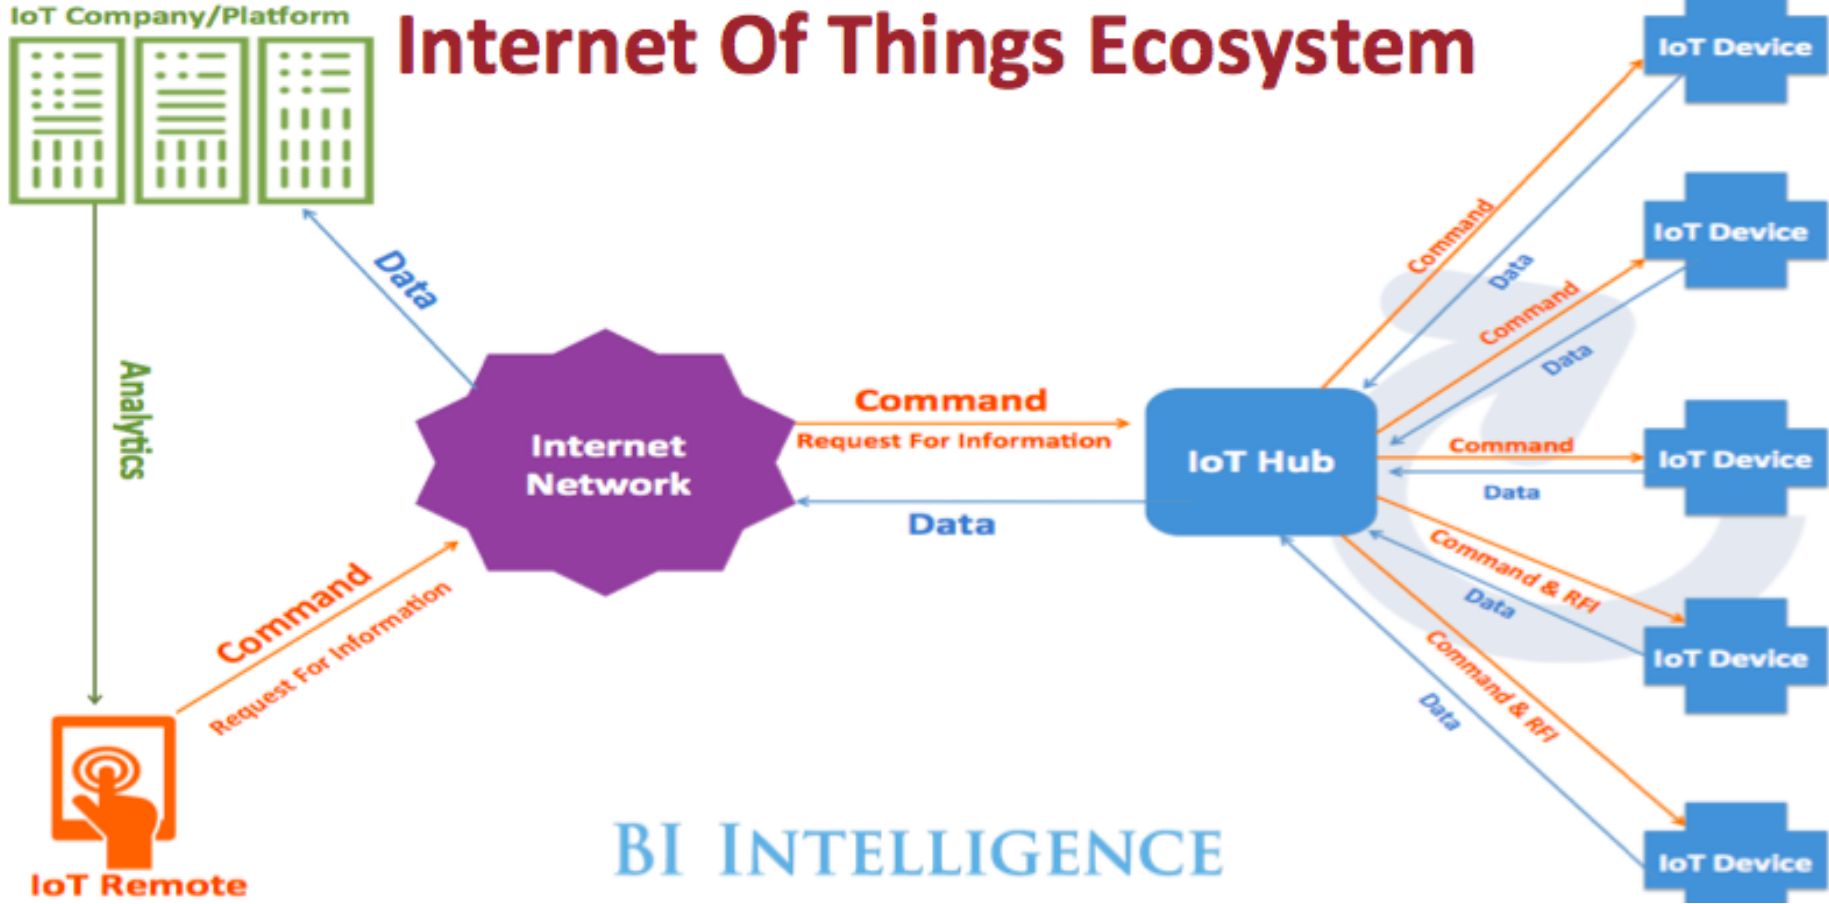 IoT Company/Platform
Internet Of Things Ecosystem
IoT Device
Command
Data
IoT Device
Command
Data
Data
Analytics
Internet
Network
Command
Request For Information
Data
IoT Hub
Command
Data
IoT Device
Command & RFI
Data
IoT Device
Command & RFI
Data
IoT Device
Command
Request For Information
IoT Remote
BI INTELLIGENCE